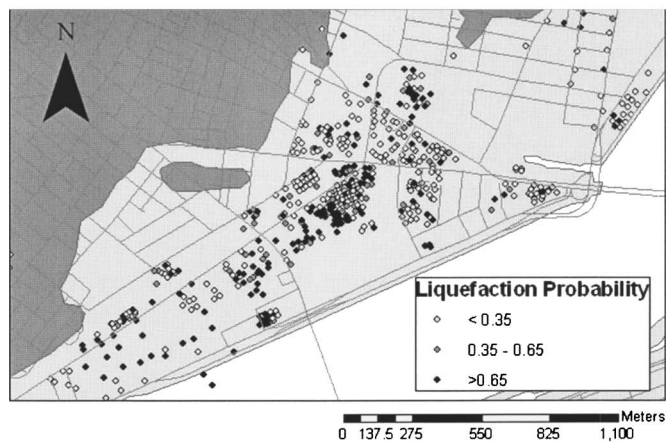 N
Liquefaction Probability
< 0.35
0.35 - 0.65
>0.65
Meters
0 137.5 275 550 825 1,100